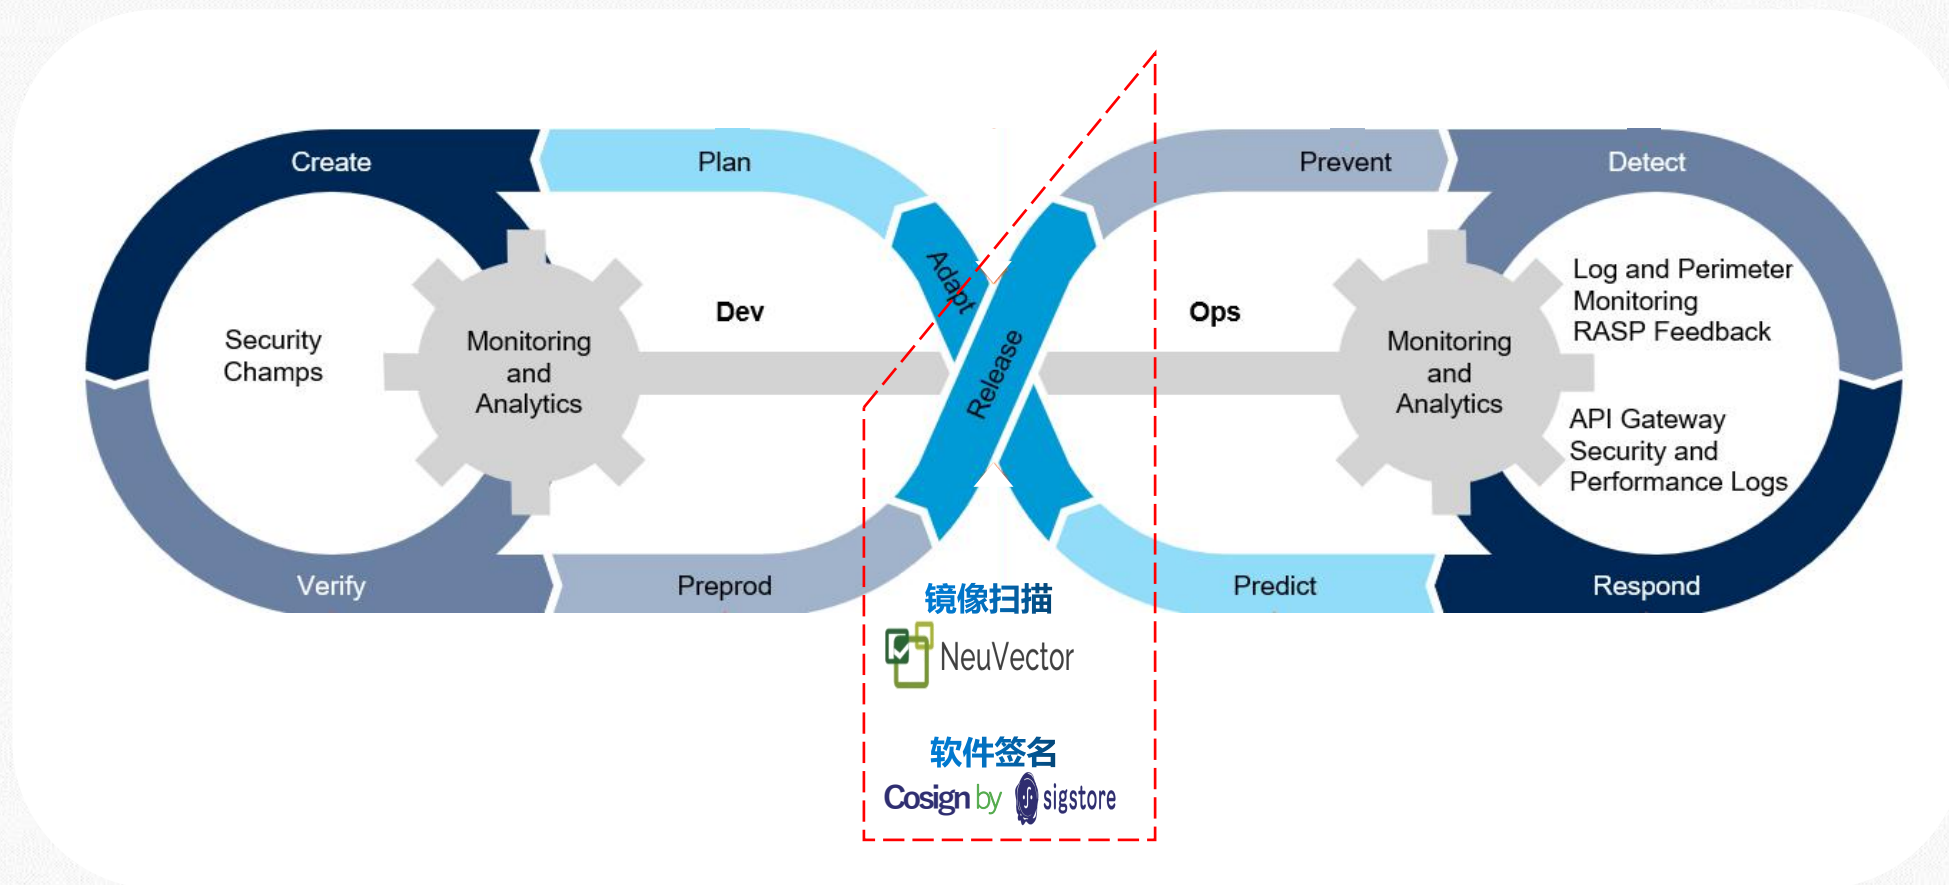 Create
Plan
Prevent
Detect
Adapt
Release
Dev
Ops
Security
Champs
Monitoring
and
Analytics
Monitoring
and
Analytics
Log and Perimeter
Monitoring
RASP Feedback
API Gateway
Security and
Performance Logs
Verify
Preprod
Predict
Respond
镜像扫描
NeuVector
软件签名
Cosign by sigstore